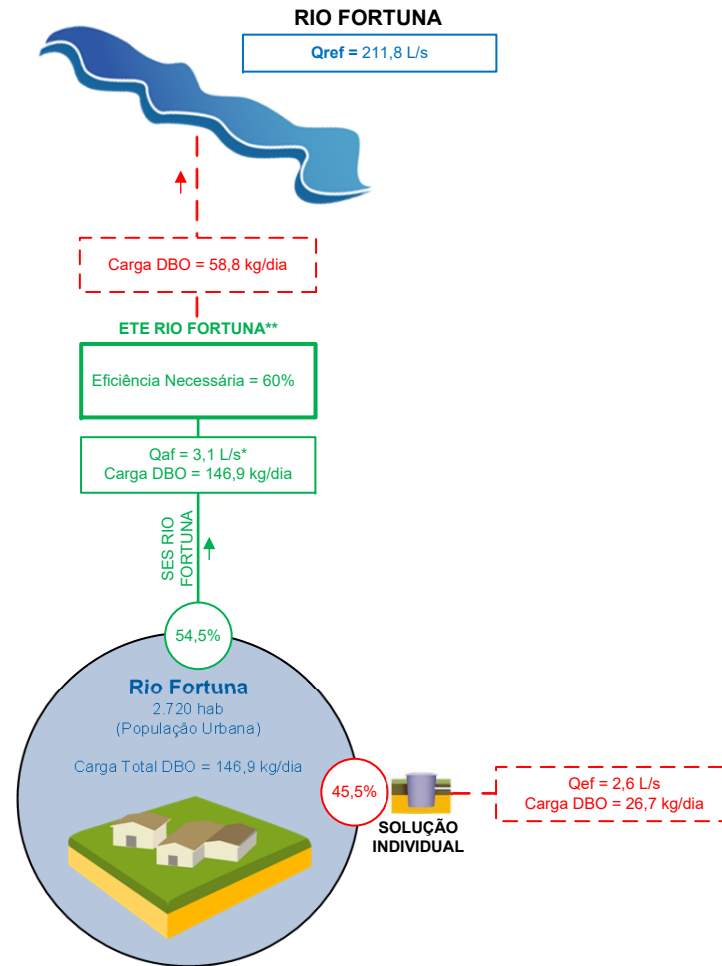 RIO FORTUNA
Qref = 211,8 L/s
Carga DBO = 58,8 kg/dia
ETE RIO FORTUNA**
Eficiência Necessária = 60%
Qaf = 3,1 L/s*
Carga DBO = 146,9 kg/dia
SES RIO
FORTUNA
54,5%
Rio Fortuna
2.720 hab
(População Urbana)
Carga Total DBO = 146,9 kg/dia
45,5%
SOLUÇÃO
INDIVIDUAL
Qef = 2,6 L/s
Carga DBO = 26,7 kg/dia